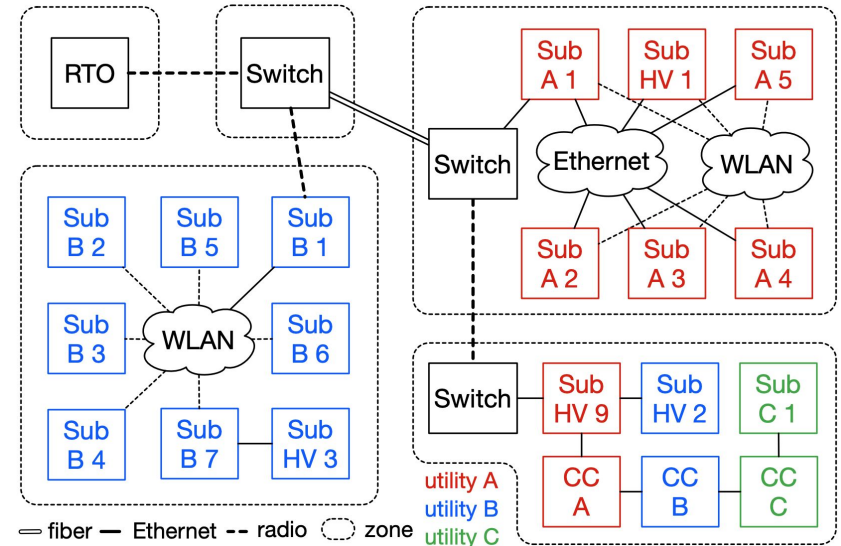 RTO
Switch
Sub
A 1
Sub
HV 1
Sub
A 5
Switch
Ethernet
WLAN
Sub
A 2
Sub
A 3
Sub
A 4
Sub
B 2
Sub
B 5
Sub
B 1
Sub
B 3
WLAN
Sub
B 6
Sub
B 4
Sub
B 7
Sub
HV 3
Switch
Sub
HV 9
Sub
HV 2
Sub
C 1
CC
A
CC
B
CC
C
utility A
utility B
utility C
fiber Ethernet radio zone